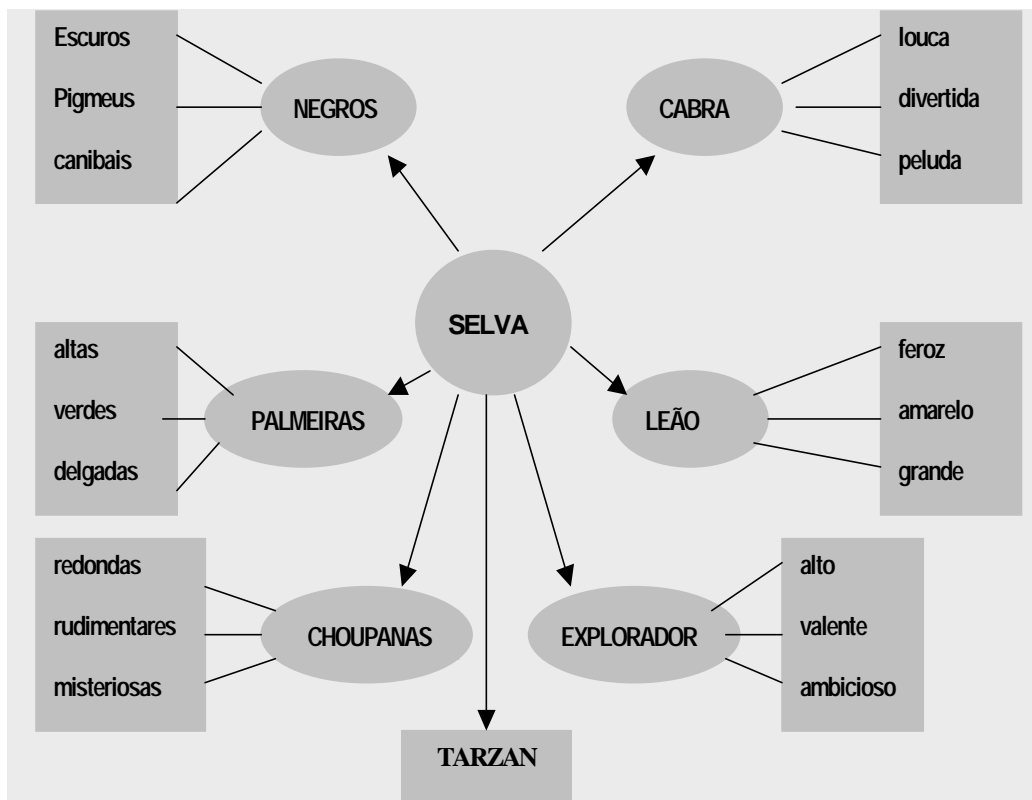 Escuros
Pigmeus
canibais
NEGROS
CABRA
louca
divertida
peluda
SELVA
altas
verdes
delgadas
PALMEIRAS
LEÃO
feroz
amarelo
grande
redondas
rudimentares
misteriosas
CHOUPANAS
EXPLORADOR
alto
valente
ambicioso
TARZAN